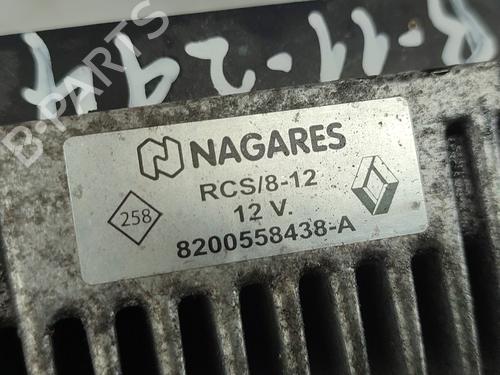 B-PARTS
NAGARES
RCS/8-12
258
12 V.
8200558438-A